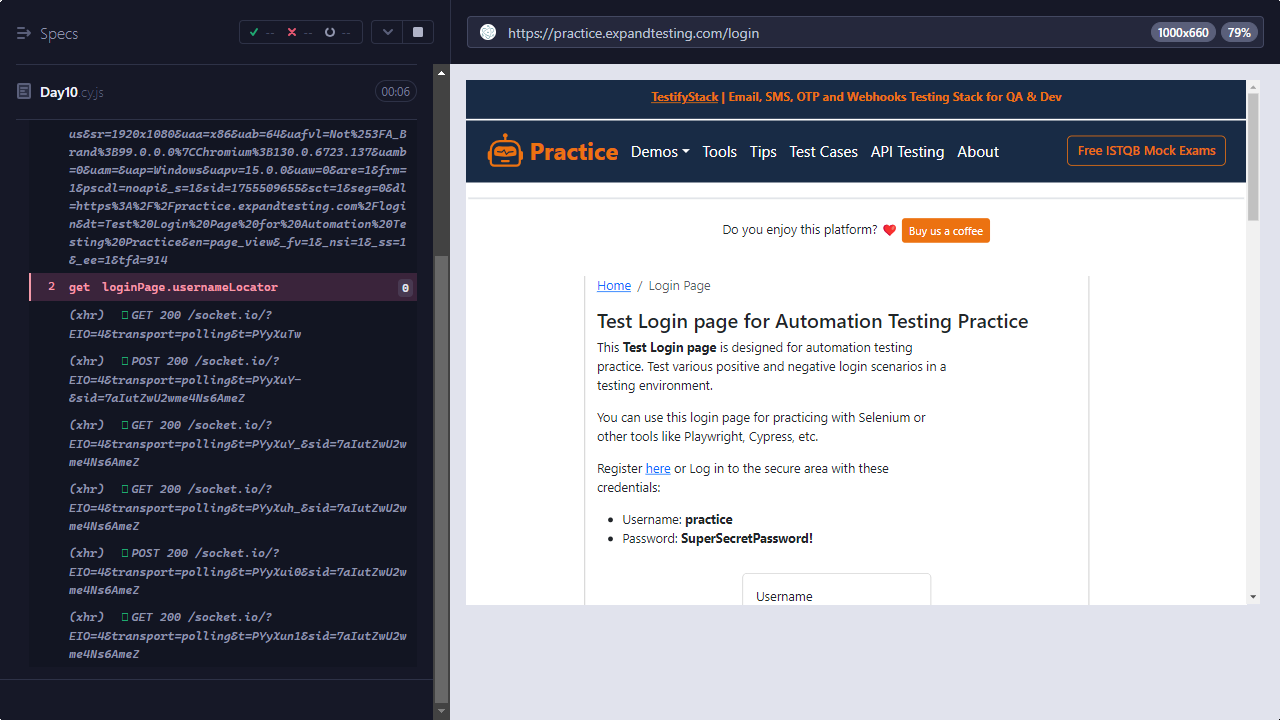 Specs
--
--
--
Day10.cy.js
00:06
us&sr=1920x1080&uaa=x86&uab=64&uafvl=Not%253FA_B
rand%3B99.0.0.0%7CChromium%3B130.0.6723.137&uamb
=0&uam=&uap=Windows&uapv=15.0.0&uaw=0&are=1&frm=
1&pscdl=noapi&_s=1&sid=1755509655&sct=1&seg=0&dl
=https%3A%2F%2Fpractice.expandtesting.com%2Flogi
n&dt=Test%20Login%20Page%20for%20Automation%20Te
sting%20Practice&en=page_view&_fv=1&_nsi=1&_ss=1
&_ee=1&tfd=914
2 get loginPage.usernameLocator 0
(xhr) GET 200 /socket.io/?
EIO=4&transport=polling&t=PYyXuTw
(xhr) POST 200 /socket.io/?
EIO=4&transport=polling&t=PYyXuY-
&sid=7aIutZwU2wme4Ns6AmeZ
(xhr) GET 200 /socket.io/?
EIO=4&transport=polling&t=PYyXuY_&sid=7aIutZwU2w
me4Ns6AmeZ
(xhr) GET 200 /socket.io/?
EIO=4&transport=polling&t=PYyXuh_&sid=7aIutZwU2w
me4Ns6AmeZ
(xhr) POST 200 /socket.io/?
EIO=4&transport=polling&t=PYyXui0&sid=7aIutZwU2w
me4Ns6AmeZ
(xhr) GET 200 /socket.io/?
EIO=4&transport=polling&t=PYyXun1&sid=7aIutZwU2w
me4Ns6AmeZ
https://practice.expandtesting.com/login
1000x660
79%
TestifyStack | Email, SMS, OTP and Webhooks Testing Stack for QA & Dev
Practice
Demos Tools Tips Test Cases API Testing About
Free ISTQB Mock Exams
Do you enjoy this platform? ❤️ Buy us a coffee
Home / Login Page
Test Login page for Automation Testing Practice
This Test Login page is designed for automation testing
practice. Test various positive and negative login scenarios in a
testing environment.
You can use this login page for practicing with Selenium or
other tools like Playwright, Cypress, etc.
Register here or Log in to the secure area with these
credentials:
• Username: practice
• Password: SuperSecretPassword!
Username